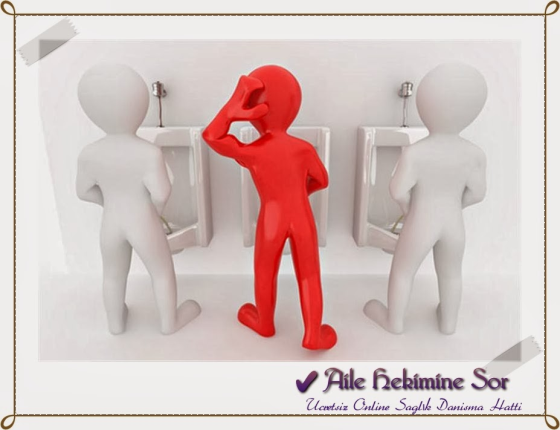 Aile Hekimine Sor
Ucretsiz Online Saglik Danisma Hatti